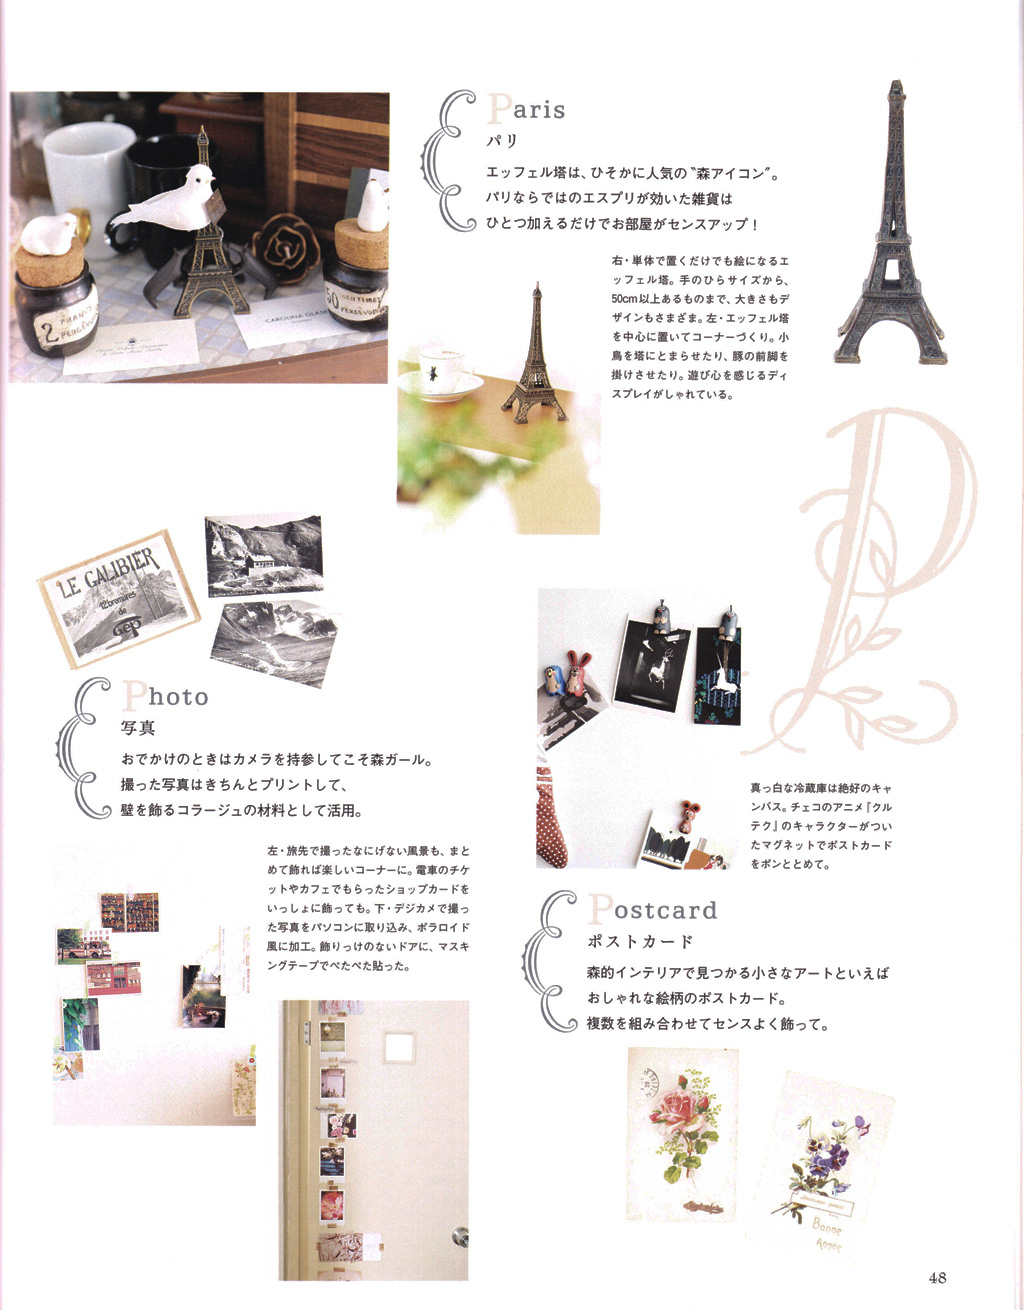 Paris
パリ
エッフェル塔は、ひそかに人気の“森アイコン”。
パリならではのエスプリが効いた雑貨は
ひとつ加えるだけでお部屋がセンスアップ！
右・単体で置くだけでも絵になるエ
ッフェル塔。手のひらサイズから、
50cm以上あるものまで、大きさもデ
ザインもさまざま。左・エッフェル塔
を中心に置いてコーナーづくり。小
鳥を塔にとまらせたり、豚の前脚を
掛けさせたり。遊び心を感じるディ
スプレイがしゃれている。
2
FRANCS
PERCEVOIR
50
CENTIMES
PERCEVOIR
CAROLINA GLASER
P
LE GALIBIER
12 bromures
de
Gep
Photo
写真
おでかけのときはカメラを持参してこそ森ガール。
撮った写真はきちんとプリントして、
壁を飾るコラージュの材料として活用。
左・旅先で撮ったなにげない風景も、まと
めて飾れば楽しいコーナーに。電車のチケ
ットやカフェでもらったショップカードを
いっしょに飾っても。下・デジカメで撮っ
た写真をパソコンに取り込み、ポラロイド
風に加工。飾りっけのないドアに、マスキ
ングテープでぺたぺた貼った。
真っ白な冷蔵庫は絶好のキャ
ンバス。チェコのアニメ『クル
テク』のキャラクターがつい
たマグネットでポストカード
をポンととめて。
Postcard
ポストカード
森的インテリアで見つかる小さなアートといえば
おしゃれな絵柄のポストカード。
複数を組み合わせてセンスよく飾って。
Bonne
Année
48